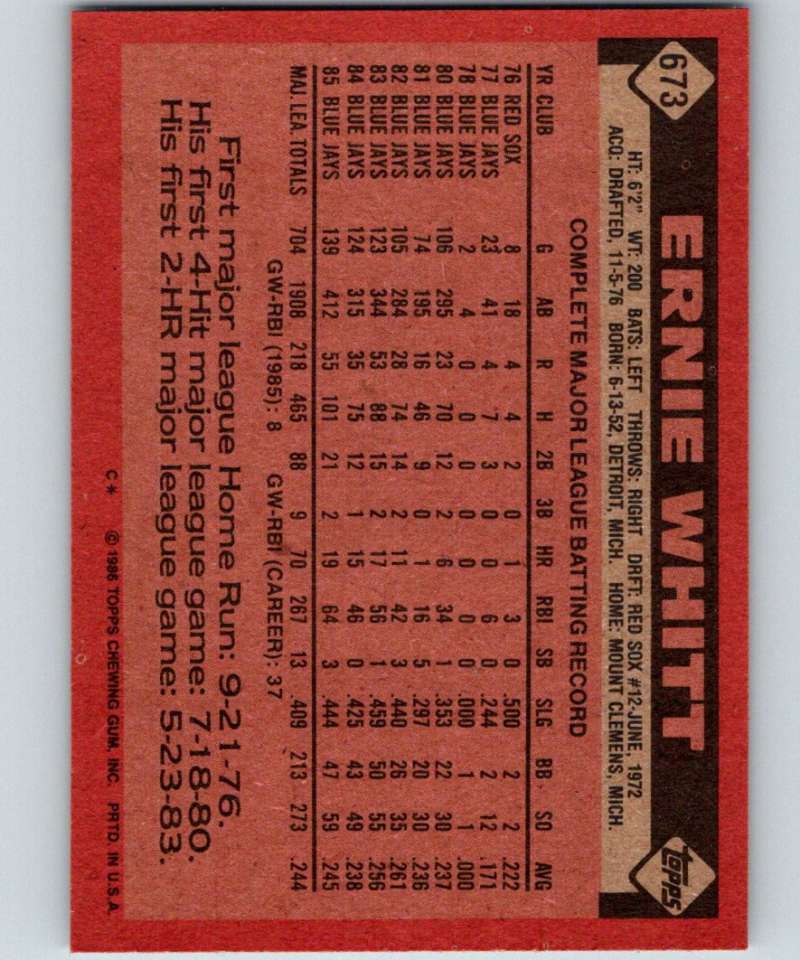 673 ERNIE WHITT topps
HT: 6'2" WT: 200 BATS: LEFT THROWS: RIGHT DRFT: RED SOX #12-JUNE, 1972
ACQ: DRAFTED, 11-5-76 BORN: 6-13-52, DETROIT, MICH. HOME: MOUNT CLEMENS, MICH.
COMPLETE MAJOR LEAGUE BATTING RECORD
YR CLUB G AB R H 2B 3B HR RBI SB SLG BB SO AVG
76 RED SOX 8 18 4 4 2 0 1 3 0 .500 2 2 .222
77 BLUE JAYS 23 41 4 7 3 0 0 6 0 .244 2 12 .171
78 BLUE JAYS 2 4 0 0 0 0 0 0 0 .000 1 1 .000
80 BLUE JAYS 106 295 23 70 12 2 6 34 1 .353 22 30 .237
81 BLUE JAYS 74 195 16 46 9 0 1 16 5 .297 20 30 .236
82 BLUE JAYS 105 284 28 74 14 2 11 42 3 .440 26 35 .261
83 BLUE JAYS 123 344 53 88 15 2 17 56 1 .459 50 55 .256
84 BLUE JAYS 124 315 35 75 12 1 15 46 0 .425 43 49 .238
85 BLUE JAYS 139 412 55 101 21 2 19 64 3 .444 47 59 .245
MAJ. LEA. TOTALS 704 1908 218 465 88 9 70 267 13 .409 213 273 .244
GW-RBI (1985): 8 GW-RBI (CAREER): 37
First major league Home Run: 9-21-76.
His first 4-Hit major league game: 7-18-80.
His first 2-HR major league game: 5-23-83.
C* © 1986 TOPPS CHEWING GUM, INC. PRTD. IN U.S.A.